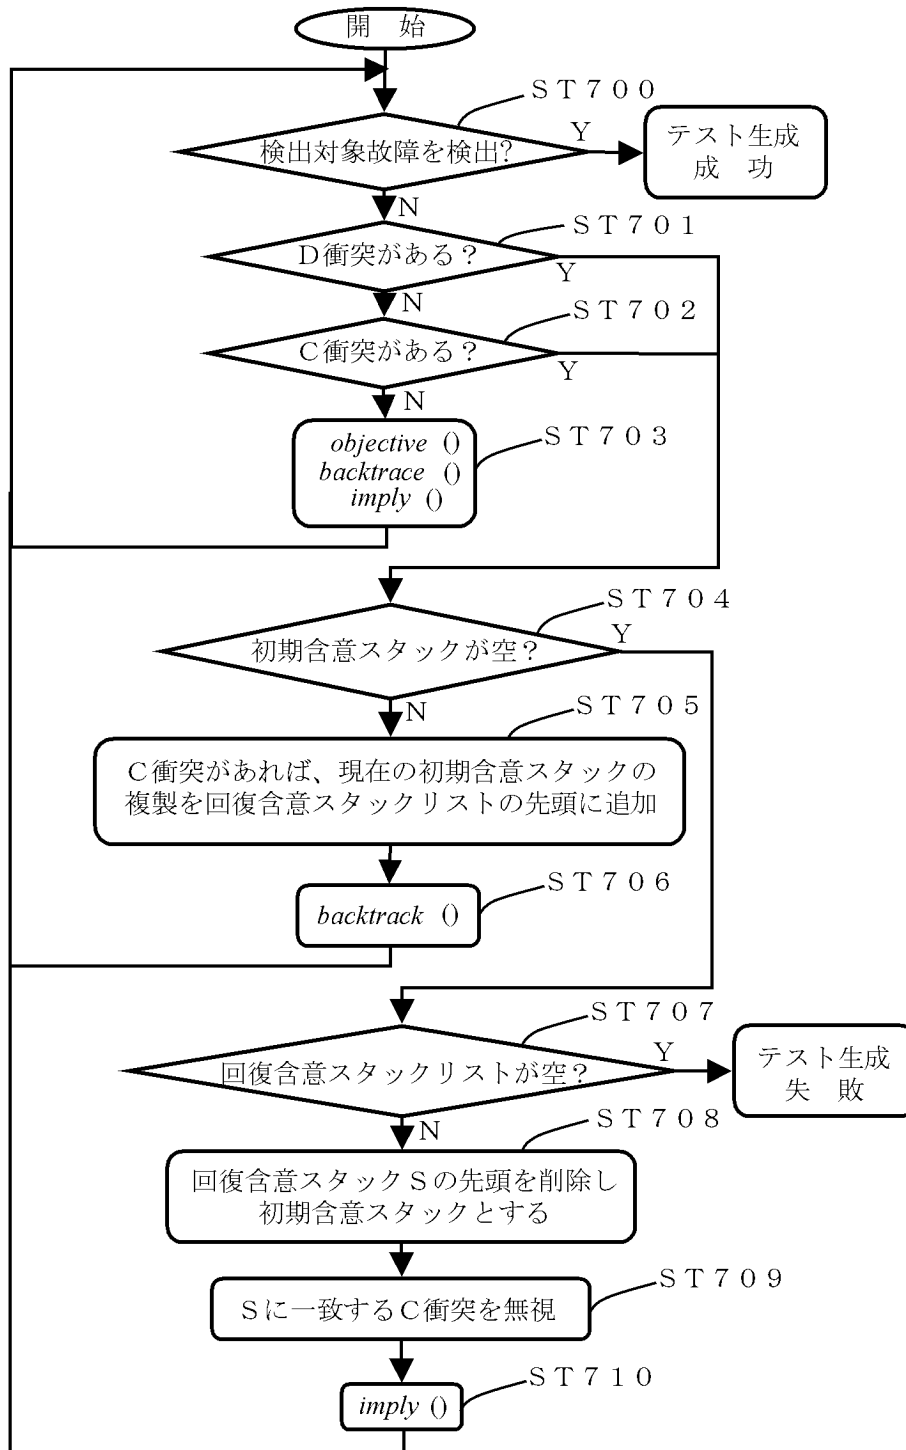 開　始
ＳＴ７００
検出対象故障を検出?
Y
テスト生成
成　功
N
ＳＴ７０１
Ｄ衝突がある？
Y
N
ＳＴ７０２
Ｃ衝突がある？
Y
N
ＳＴ７０３
objective ()
backtrace ()
imply ()
ＳＴ７０４
初期含意スタックが空？
Y
N
ＳＴ７０５
Ｃ衝突があれば、現在の初期含意スタックの
複製を回復含意スタックリストの先頭に追加
ＳＴ７０６
backtrack ()
ＳＴ７０７
回復含意スタックリストが空？
Y
テスト生成
失　敗
N
ＳＴ７０８
回復含意スタックＳの先頭を削除し
初期含意スタックとする
ＳＴ７０９
Ｓに一致するＣ衝突を無視
ＳＴ７１０
imply ()